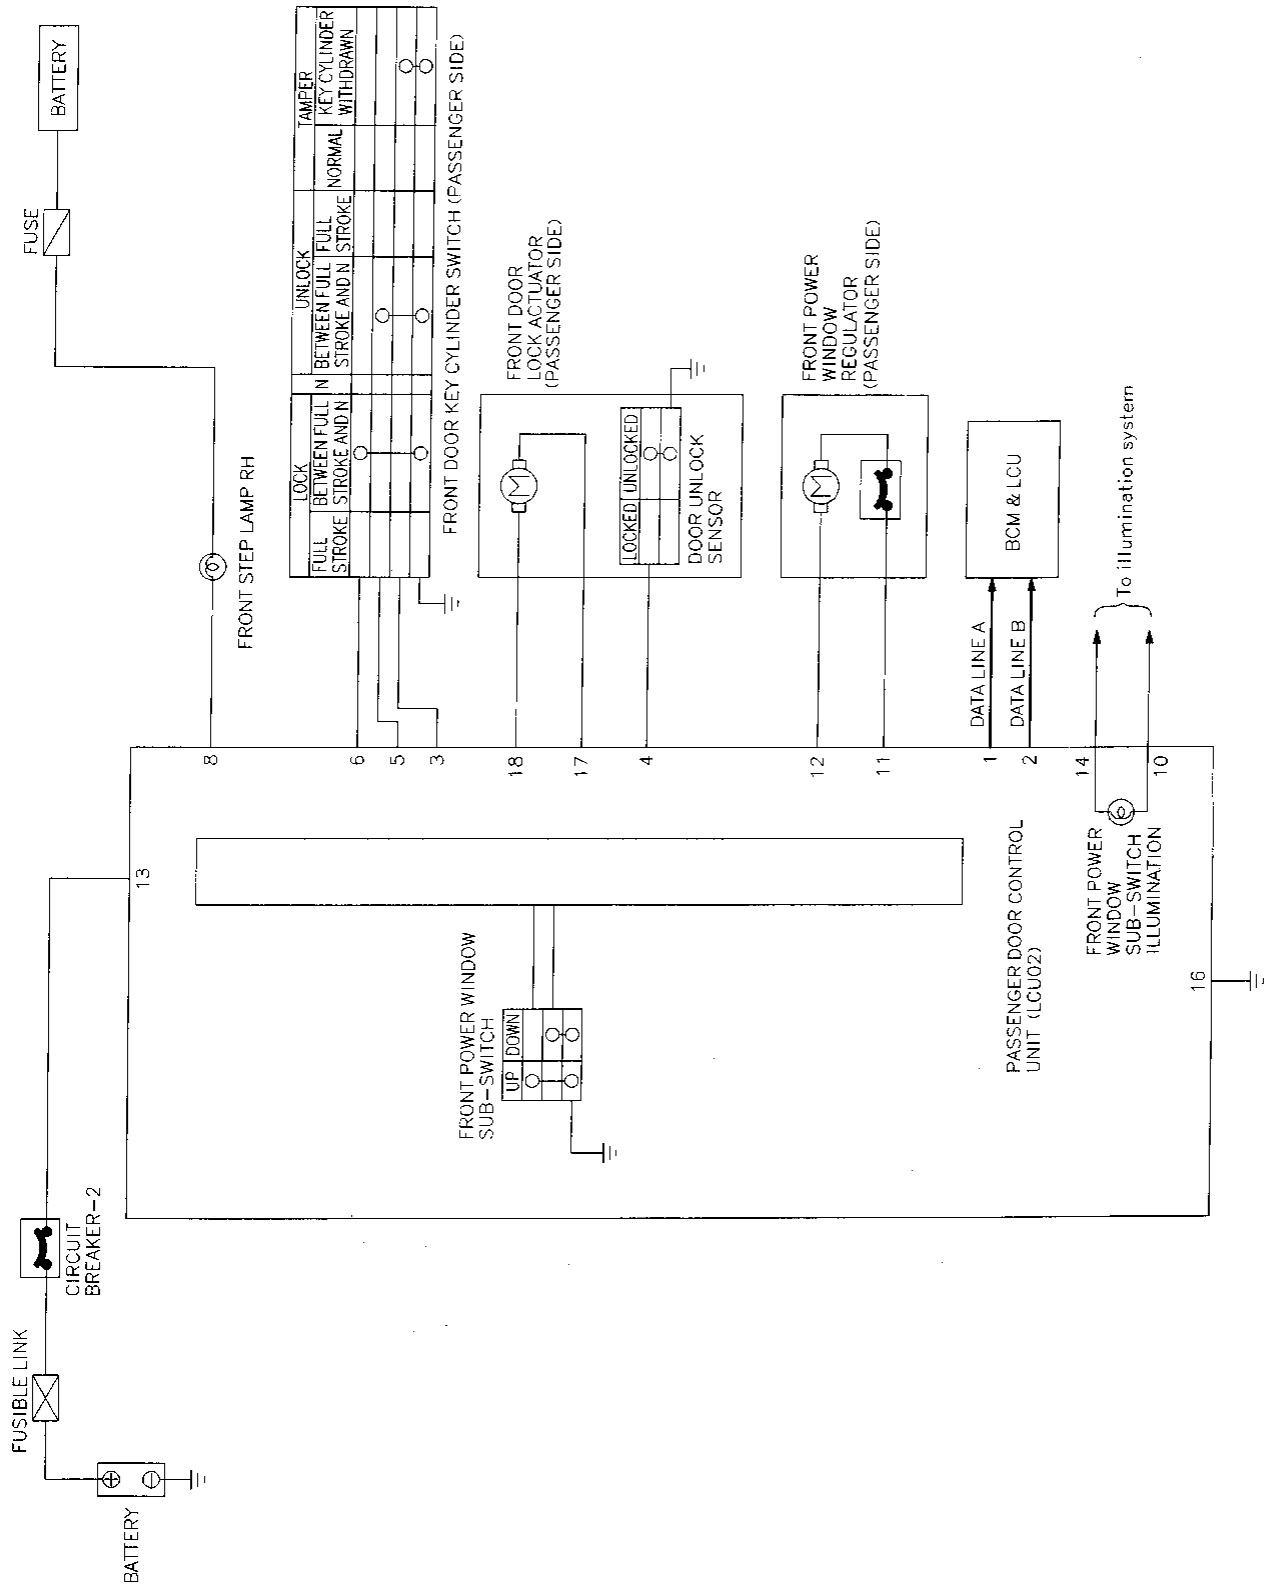 BATTERY
FUSIBLE LINK
CIRCUIT
BREAKER-2
13
FRONT POWER WINDOW
SUB-SWITCH
UP
DOWN
PASSENGER DOOR CONTROL
UNIT (LCU02)
16
FRONT POWER
WINDOW
SUB-SWITCH
ILLUMINATION
8
6
5
3
18
17
4
12
11
1
2
14
10
FUSE
BATTERY
FRONT STEP LAMP RH
LOCK
N
UNLOCK
TAMPER
FULL
STROKE
BETWEEN FULL
STROKE AND N
BETWEEN FULL
STROKE AND N
FULL
STROKE
NORMAL
KEY CYLINDER
WITHDRAWN
FRONT DOOR KEY CYLINDER SWITCH (PASSENGER SIDE)
FRONT DOOR
LOCK ACTUATOR
(PASSENGER SIDE)
M
LOCKED
UNLOCKED
DOOR UNLOCK
SENSOR
FRONT POWER
WINDOW
REGULATOR
(PASSENGER SIDE)
M
DATA LINE A
DATA LINE B
BCM & LCU
To illumination system